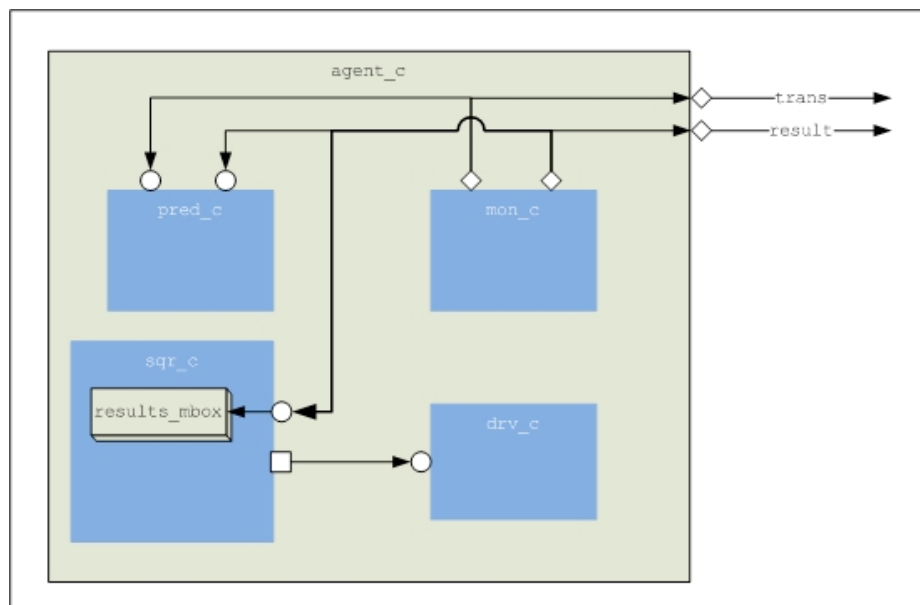 agent_c
trans
result
pred_c
mon_c
sqr_c
results_mbox
drv_c